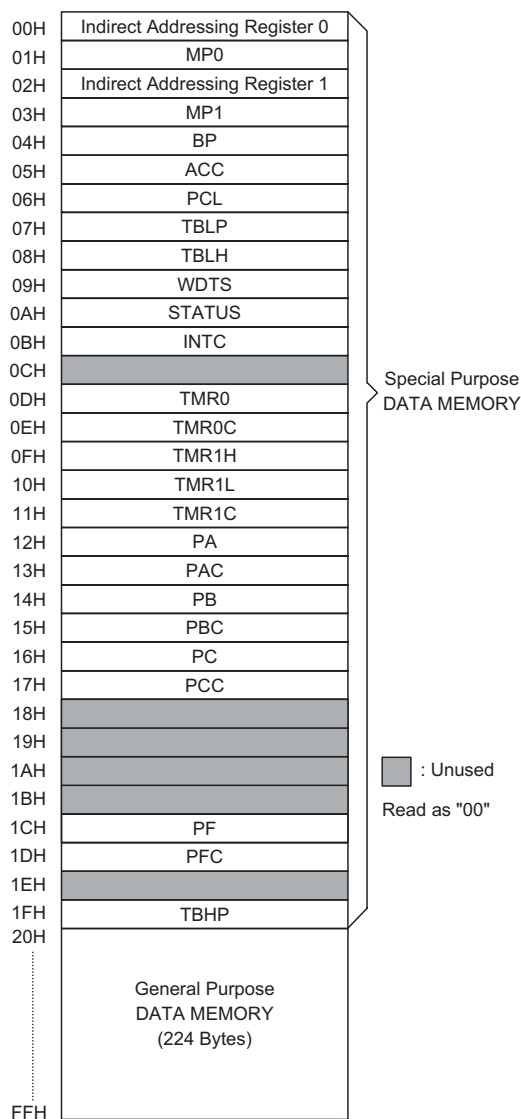 00H Indirect Addressing Register 0
01H MP0
02H Indirect Addressing Register 1
03H MP1
04H BP
05H ACC
06H PCL
07H TBLP
08H TBLH
09H WDTS
0AH STATUS
0BH INTC
0CH
0DH TMR0
0EH TMR0C
0FH TMR1H
10H TMR1L
11H TMR1C
12H PA
13H PAC
14H PB
15H PBC
16H PC
17H PCC
18H
19H
1AH
1BH
1CH PF
1DH PFC
1EH
1FH TBHP
20H
General Purpose
DATA MEMORY
(224 Bytes)
FFH
Special Purpose
DATA MEMORY
: Unused
Read as "00"